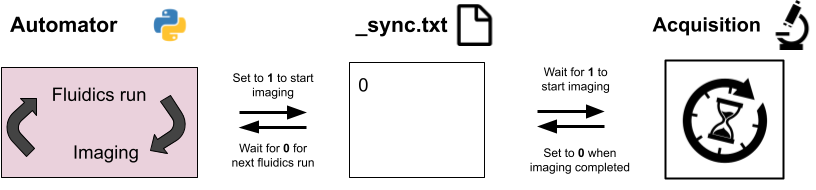 Automator
_sync.txt
Acquisition
Fluidics run
Imaging
Set to 1 to start
imaging
Wait for 0 for
next fluidics run
0
Wait for 1 to
start imaging
Set to 0 when
imaging completed